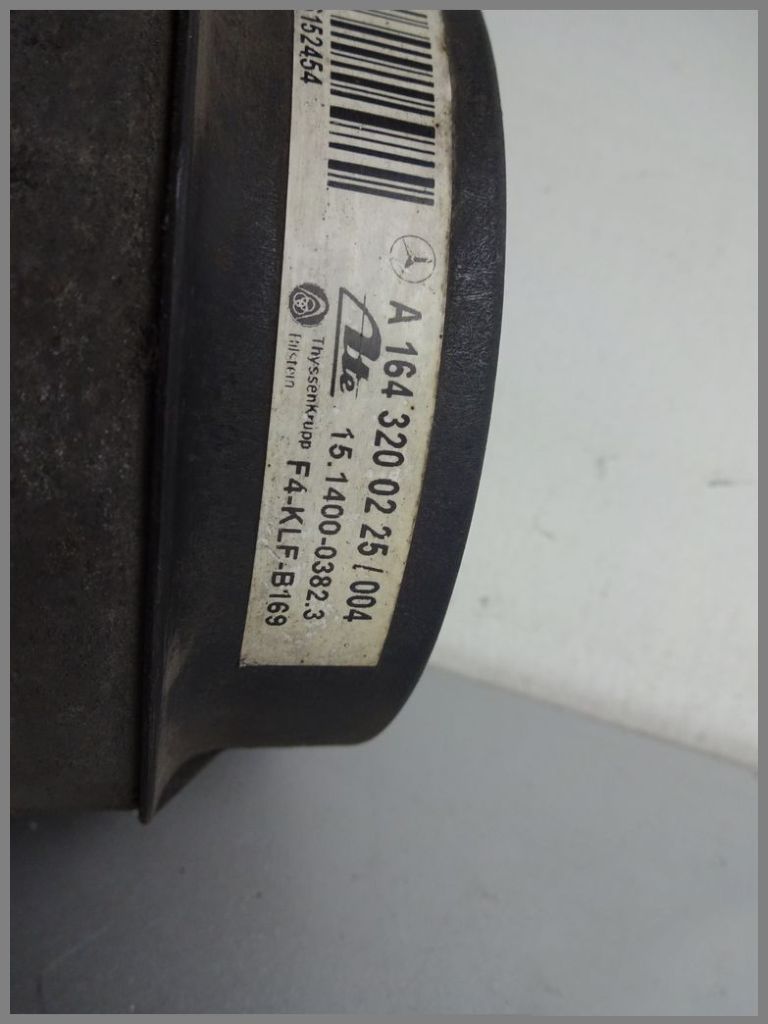 A 164 320 02 25 / 004
Ate 15.1400-0382.3
ThyssenKrupp
Bilstein
F4-KLF-B169
152454